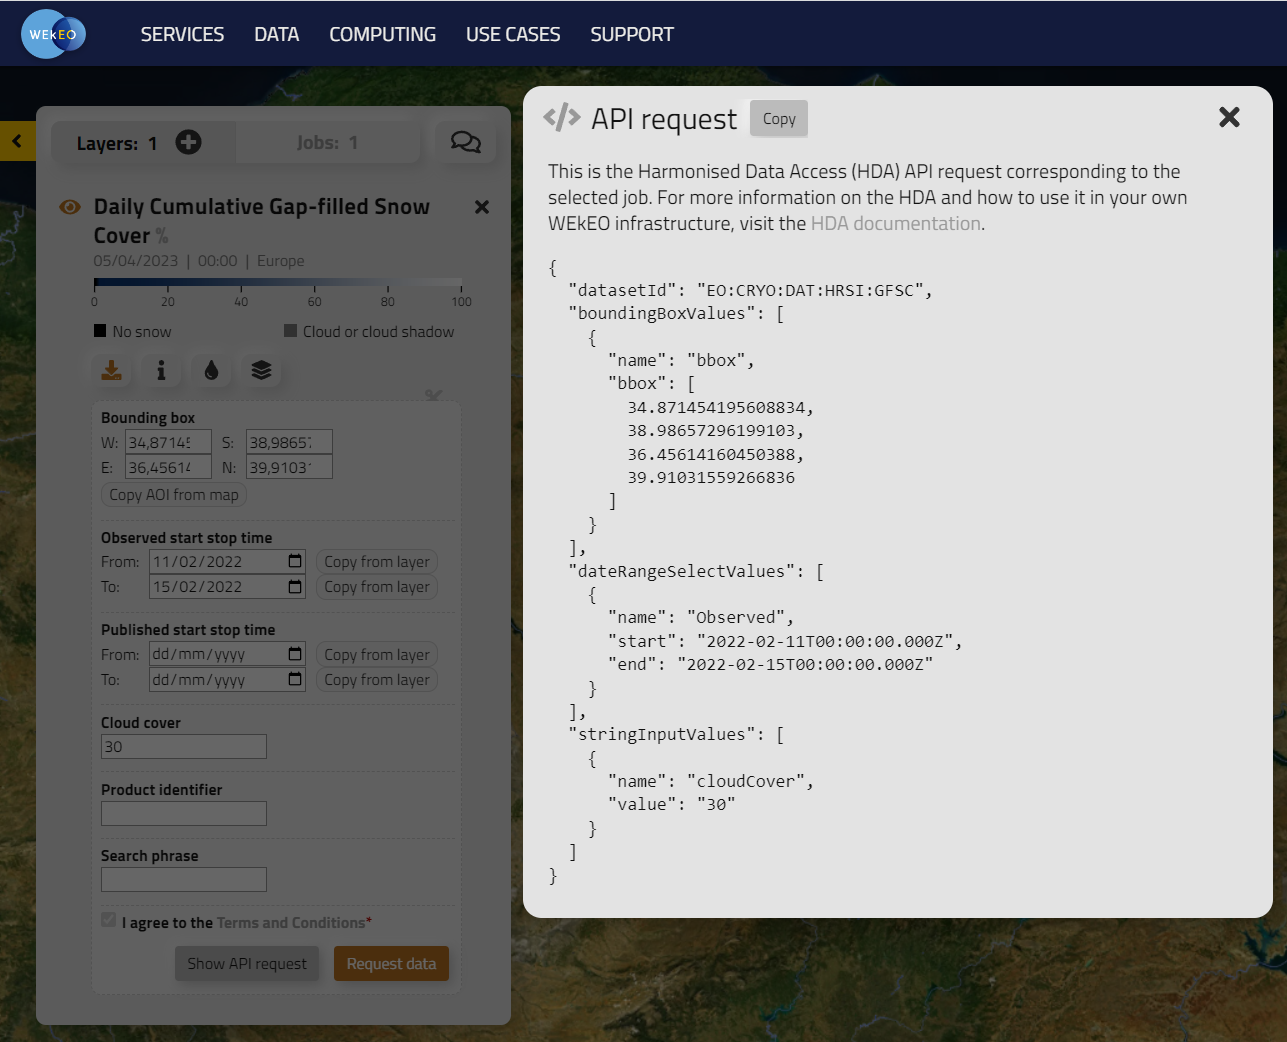 WEkEO
SERVICES DATA COMPUTING USE CASES SUPPORT
Layers: 1
Jobs: 1
Daily Cumulative Gap-filled Snow
Cover %
05/04/2023 | 00:00 | Europe
0 20 40 60 80 100
No snow
Cloud or cloud shadow
Bounding box
W: 34,8714 S: 38,9865
E: 36,4561 N: 39,9103
Copy AOI from map
Observed start stop time
From: 11/02/2022 Copy from layer
To: 15/02/2022 Copy from layer
Published start stop time
From: dd/mm/yyyy Copy from layer
To: dd/mm/yyyy Copy from layer
Cloud cover
30
Product identifier
Search phrase
I agree to the Terms and Conditions*
Show API request
Request data
</> API request
Copy
This is the Harmonised Data Access (HDA) API request corresponding to the
selected job. For more information on the HDA and how to use it in your own
WEkEO infrastructure, visit the HDA documentation.
{
"datasetId": "EO:CRYO:DAT:HRSI:GFSC",
"boundingBoxValues": [
{
"name": "bbox",
"bbox": [
34.871454195608834,
38.98657296199103,
36.45614160450388,
39.91031559266836
]
}
],
"dateRangeSelectValues": [
{
"name": "Observed",
"start": "2022-02-11T00:00:00.000Z",
"end": "2022-02-15T00:00:00.000Z"
}
],
"stringInputValues": [
{
"name": "cloudCover",
"value": "30"
}
]
}